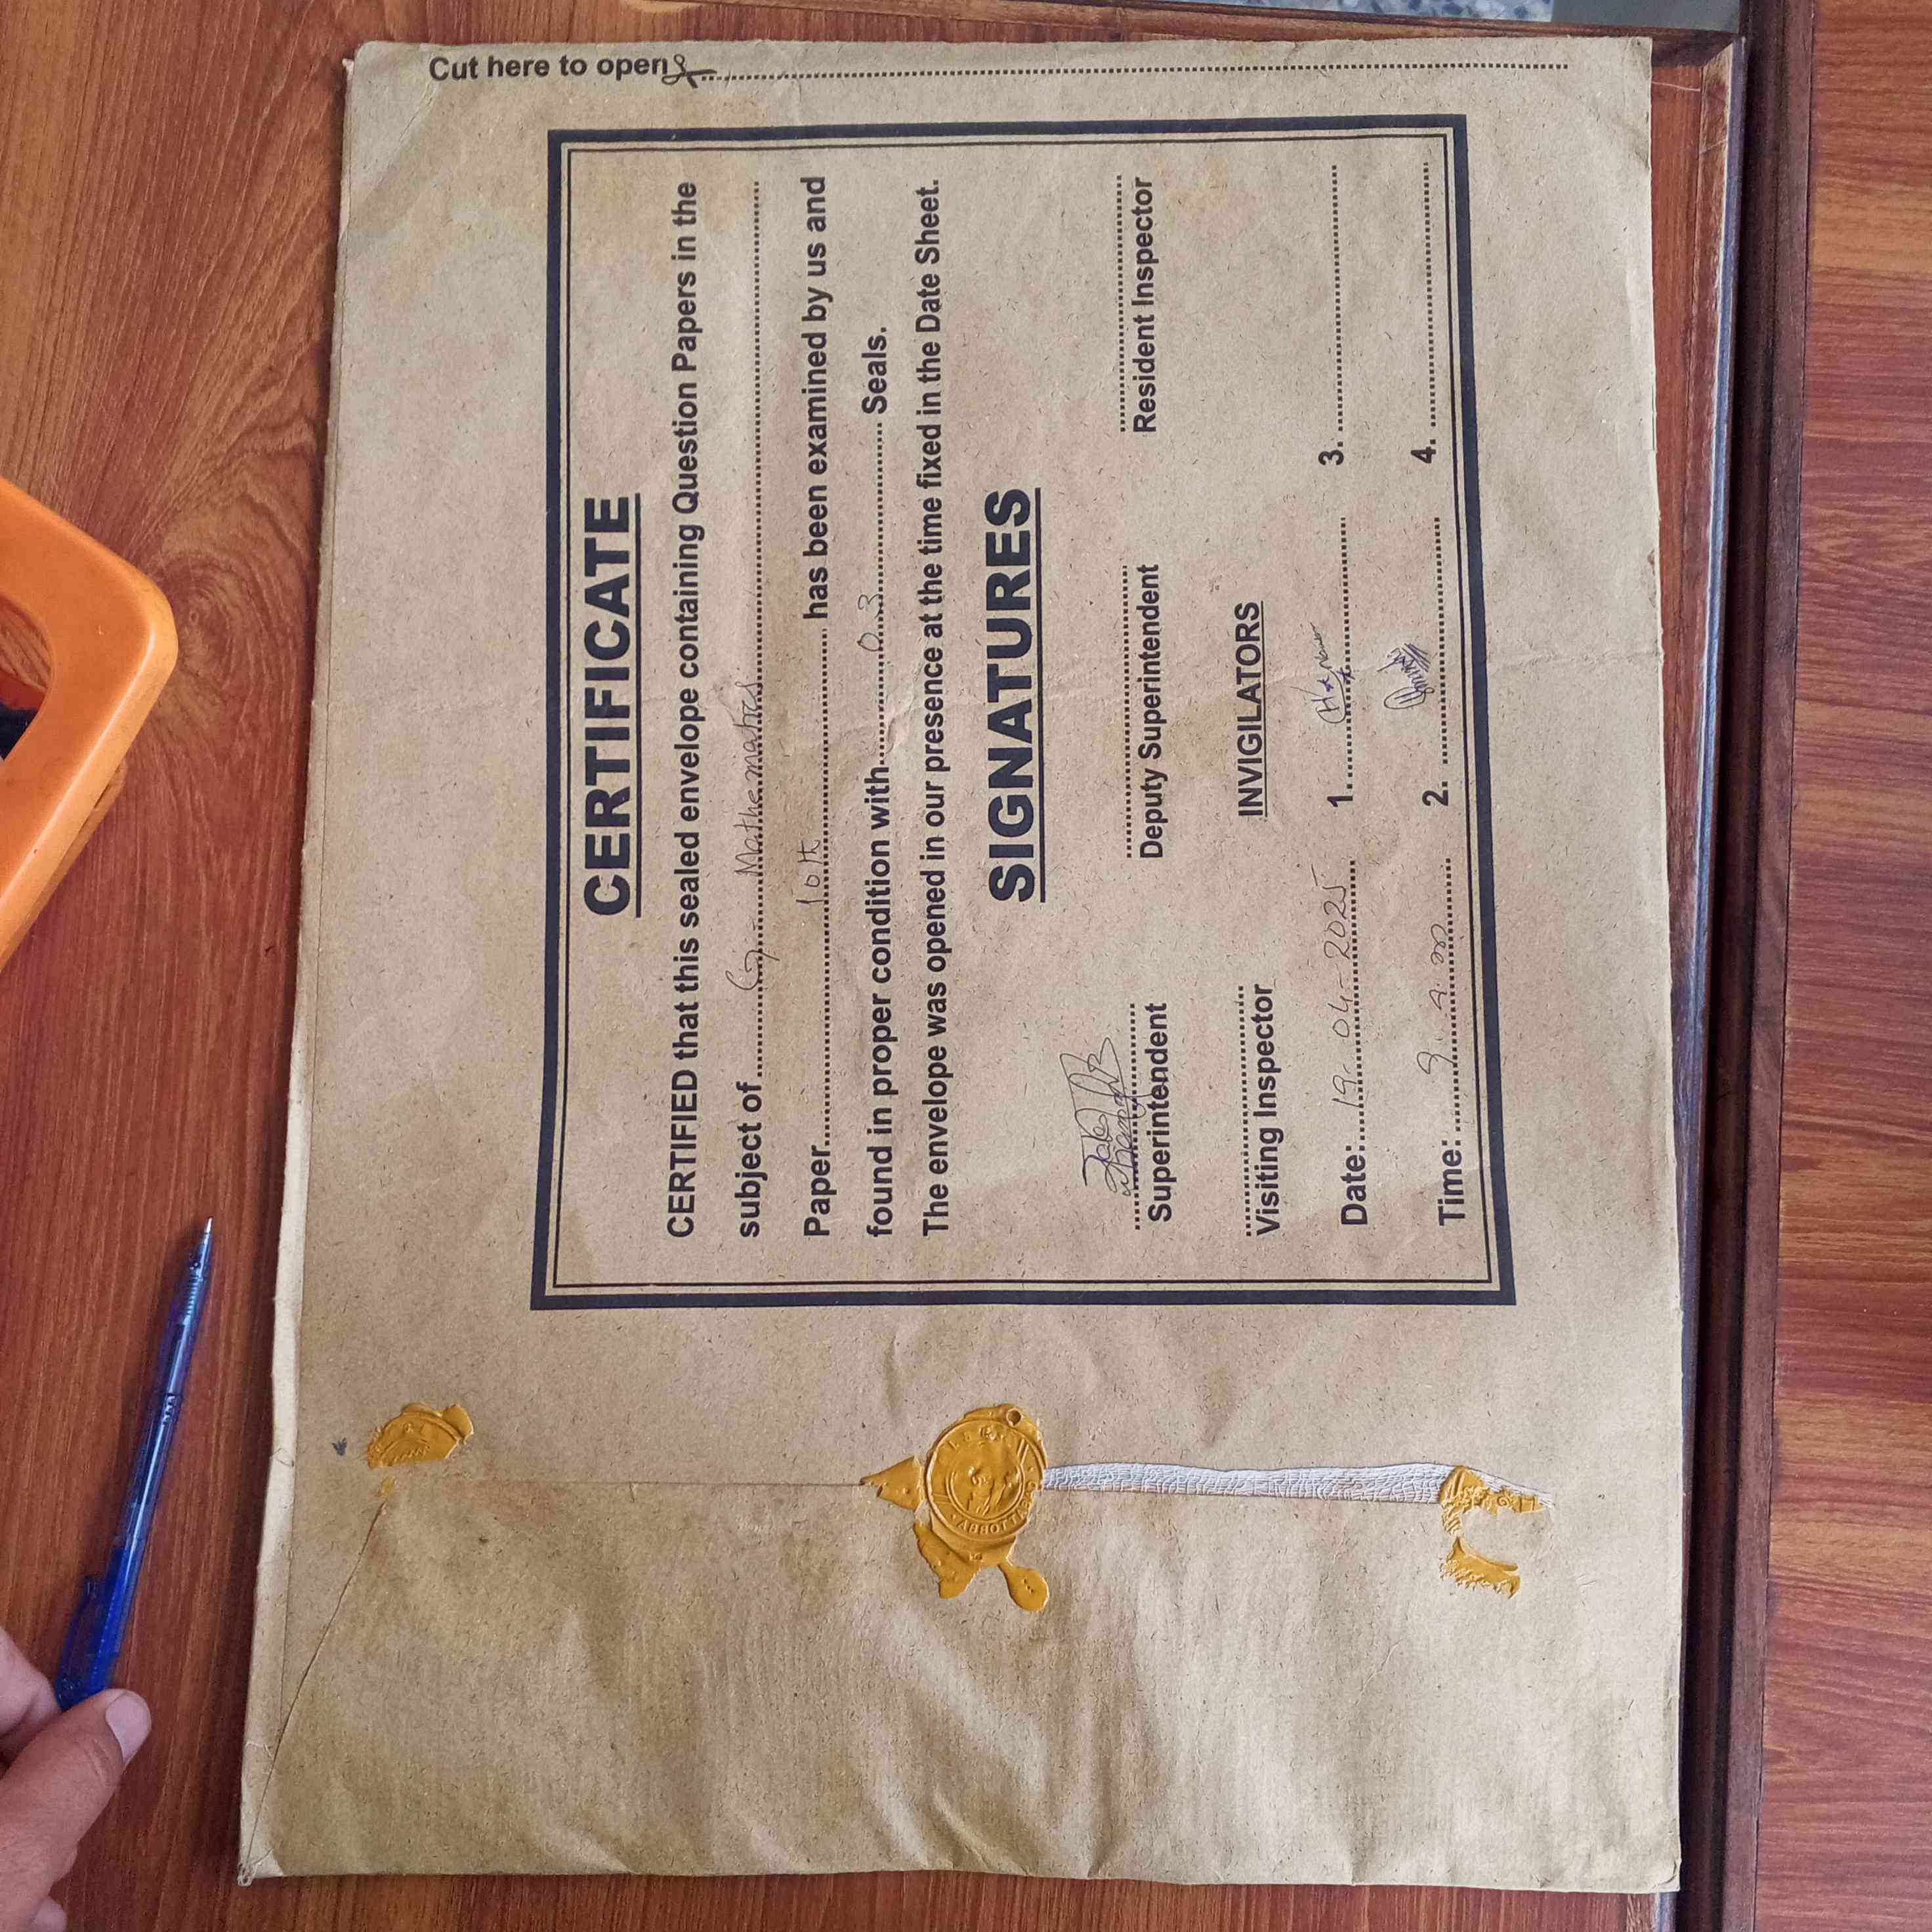 Cut here to open
CERTIFICATE
CERTIFIED that this sealed envelope containing Question Papers in the
subject of G. Mathematics
Paper 10th has been examined by us and
found in proper condition with 03 Seals.
The envelope was opened in our presence at the time fixed in the Date Sheet.
SIGNATURES
Superintendent Deputy Superintendent Resident Inspector
Visiting Inspector INVIGILATORS
Date: 19-04-2025 1. 3.
Time: 9. a.m 2. 4.
ABBOTTABAD